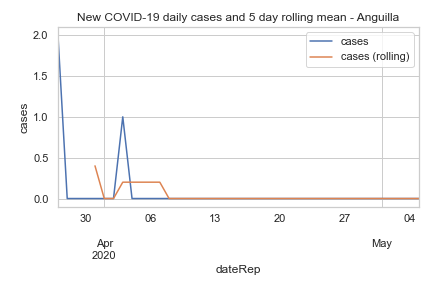 New COVID-19 daily cases and 5 day rolling mean - Anguilla
cases
cases (rolling)
cases
2.0
1.5
1.0
0.5
0.0
30 06 13 20 27 04
Apr May
2020
dateRep